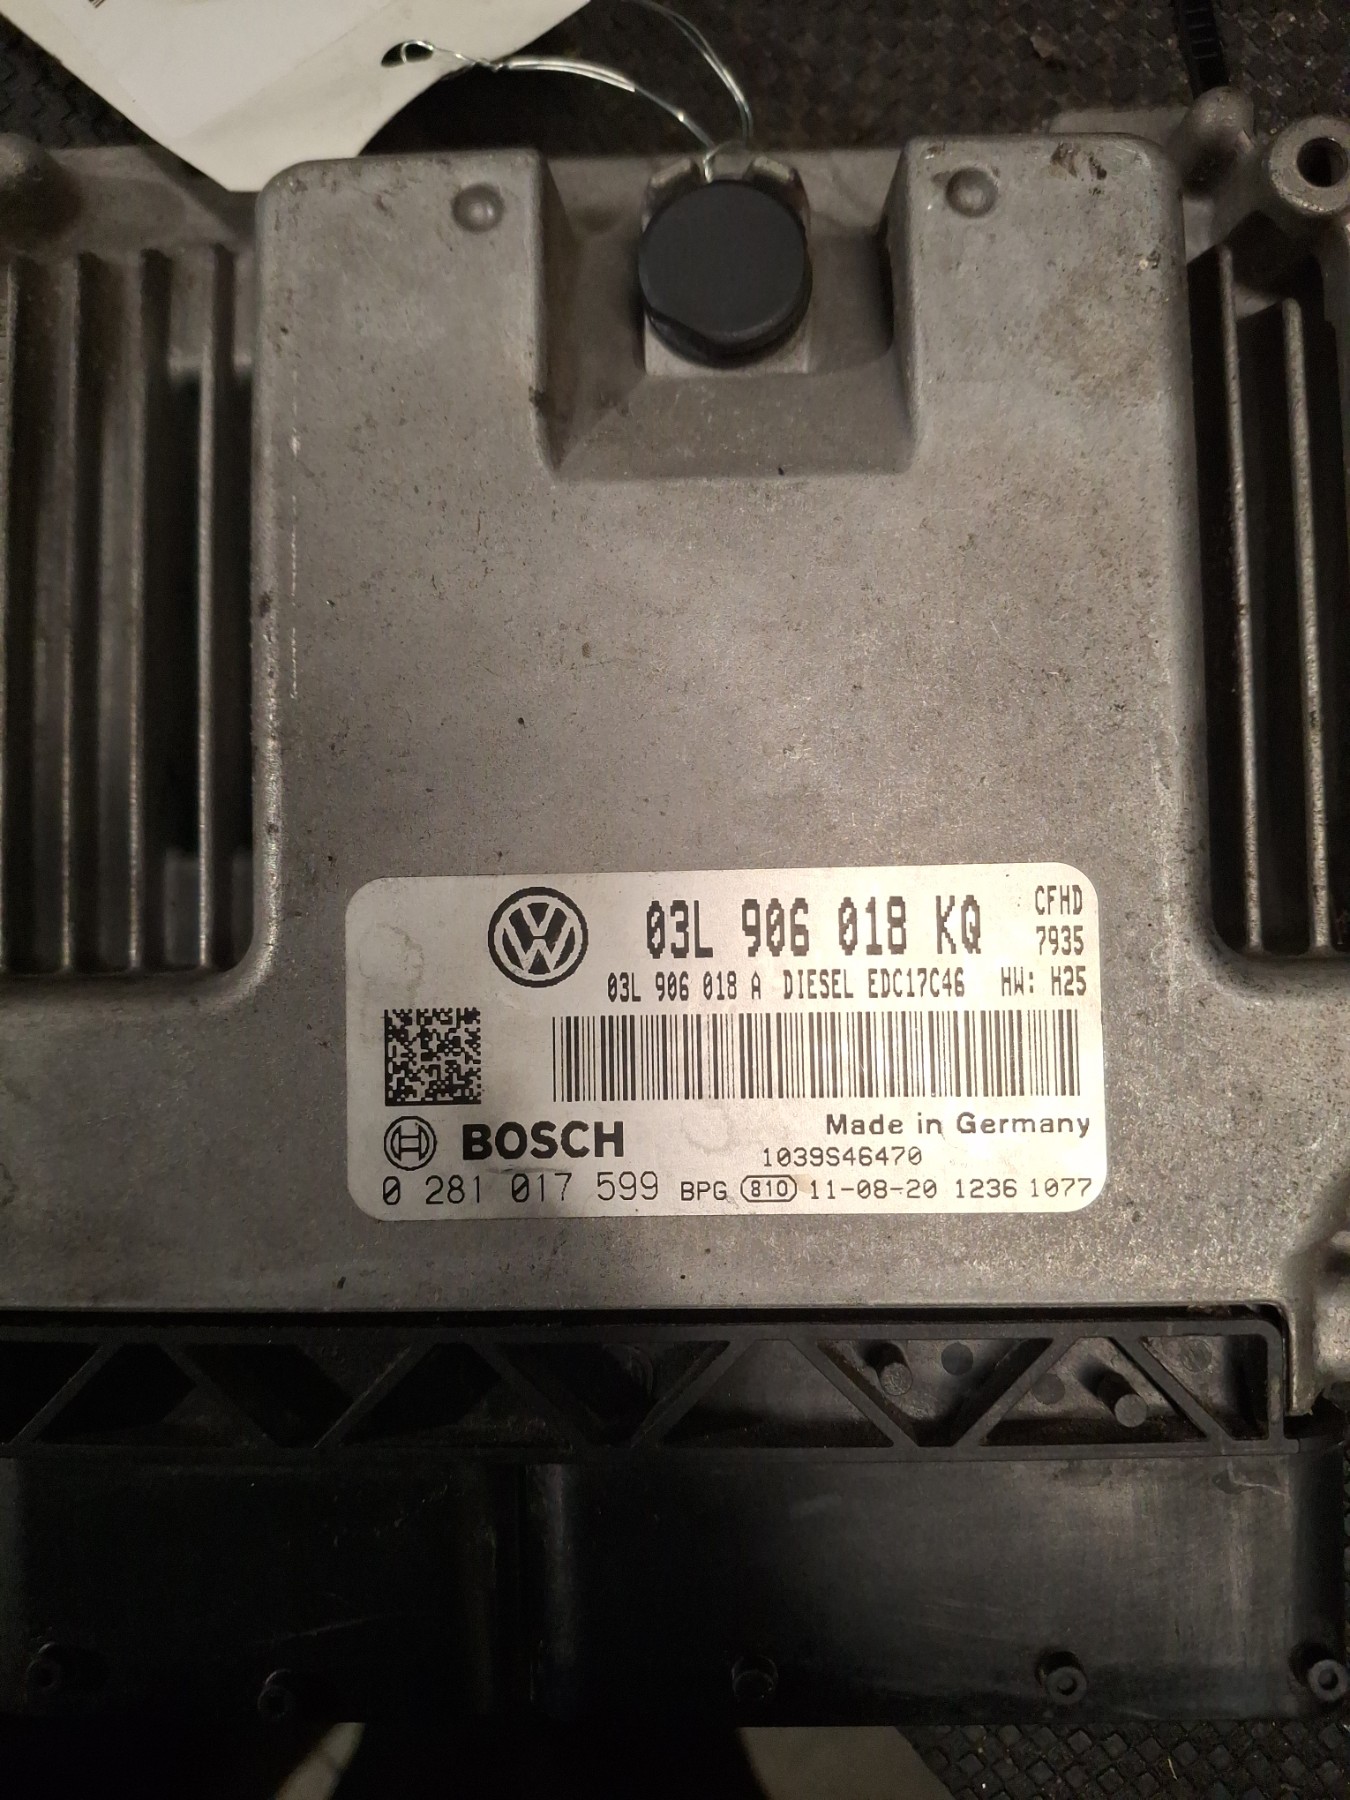 03L 906 018 KQ
CFHD
7935
03L 906 018 A DIESEL EDC17C46 HW: H25
Made in Germany
BOSCH
1039S46470
0 281 017 599 BPG 810 11-08-20 1236 1077